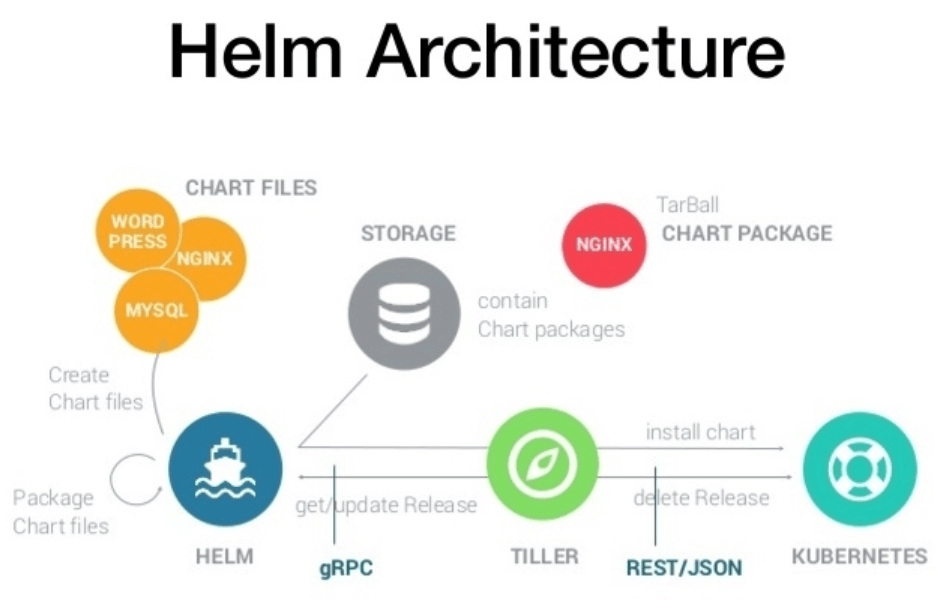 Helm Architecture
CHART FILES
WORD
PRESS
NGINX
MYSQL
STORAGE
contain
Chart packages
NGINX
TarBall
CHART PACKAGE
Create
Chart files
Package
Chart files
install chart
get/update Release
delete Release
HELM
gRPC
TILLER
REST/JSON
KUBERNETES